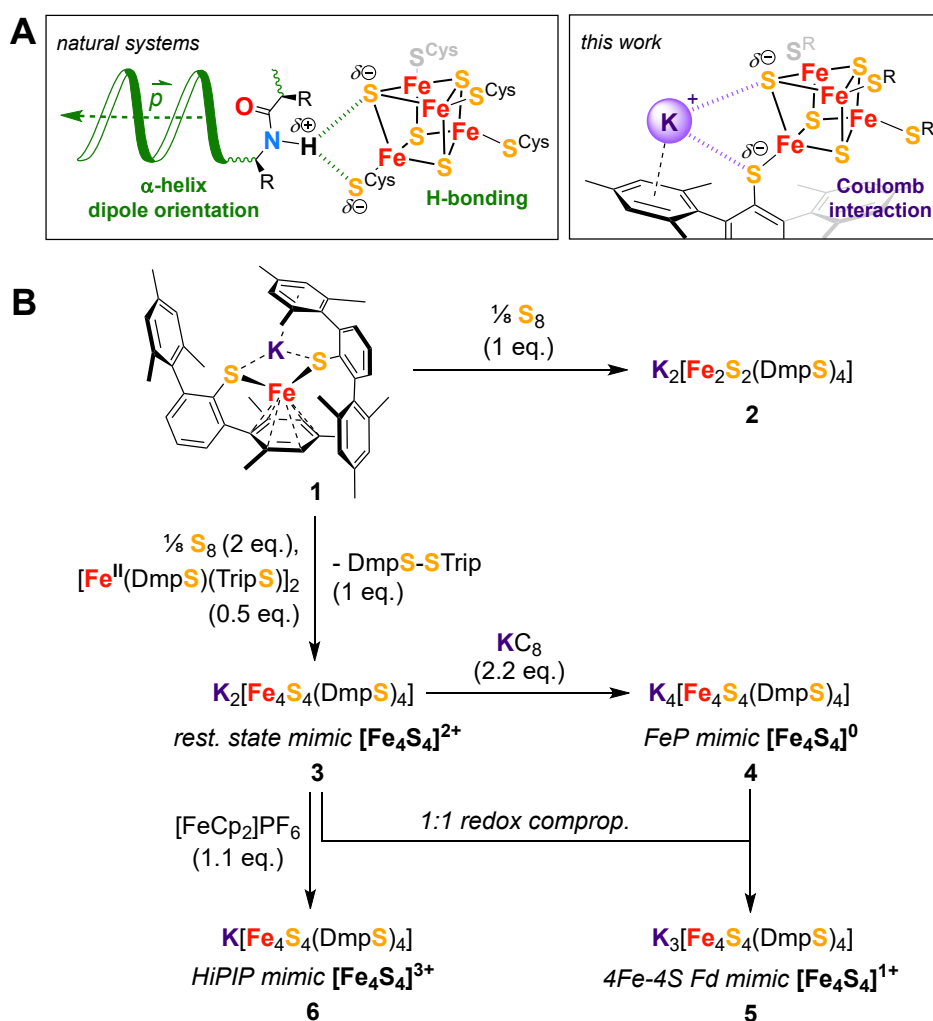 A
natural systems
p
α-helix
dipole orientation
O
R
N
H
δ+
R
δ−
δ−
S^Cys
S^Cys
S^Cys
S^Cys
S
S
S
S
Fe
Fe
Fe
Fe
H-bonding
this work
K
+
δ−
δ−
S^R
S^R
S^R
S
S
S
S
S
Fe
Fe
Fe
Fe
Coulomb
interaction
B
K
S
S
Fe
1
⅛ S₈
(1 eq.)
K₂[Fe₂S₂(DmpS)₄]
2
⅛ S₈ (2 eq.),
[Feᴵᴵ(DmpS)(TripS)]₂
(0.5 eq.)
- DmpS-STrip
(1 eq.)
K₂[Fe₄S₄(DmpS)₄]
rest. state mimic [Fe₄S₄]²⁺
3
KC₈
(2.2 eq.)
K₄[Fe₄S₄(DmpS)₄]
FeP mimic [Fe₄S₄]⁰
4
[FeCp₂]PF₆
(1.1 eq.)
1:1 redox comprop.
K[Fe₄S₄(DmpS)₄]
HiPIP mimic [Fe₄S₄]³⁺
6
K₃[Fe₄S₄(DmpS)₄]
4Fe-4S Fd mimic [Fe₄S₄]¹⁺
5